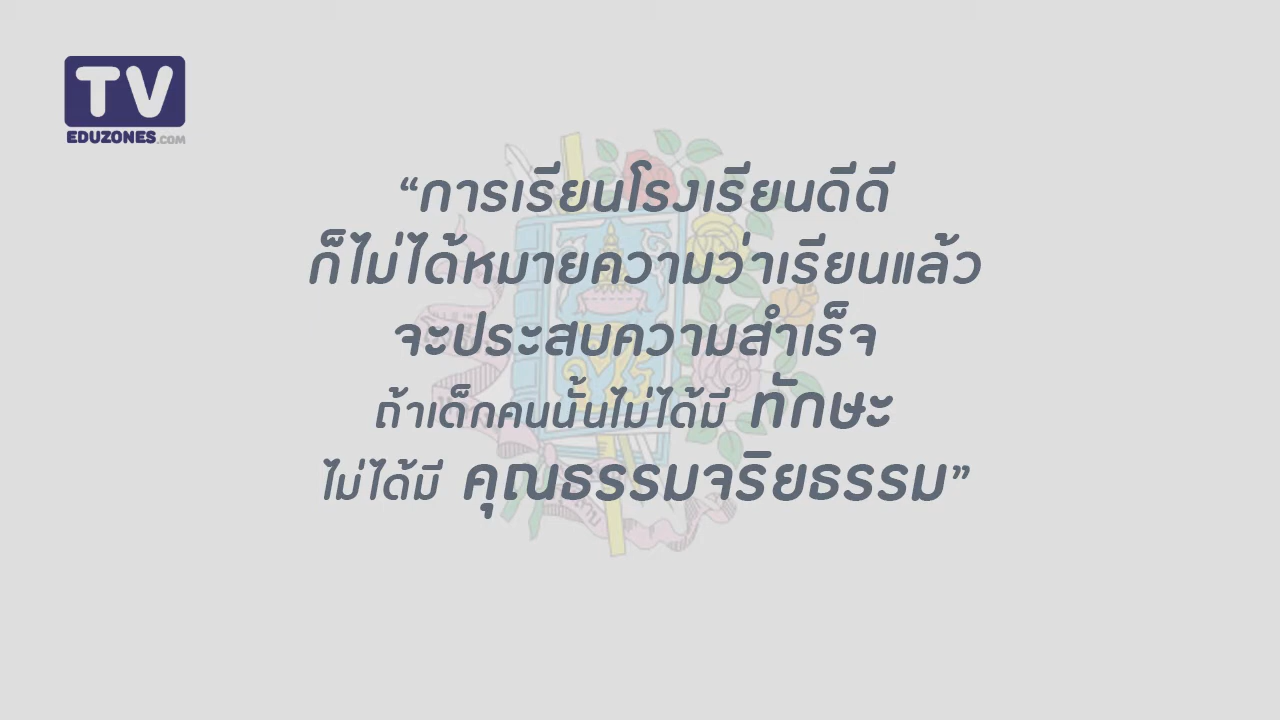 TV
EDUZONES.COM
“การเรียนโรงเรียนดีดี
ก็ไม่ได้หมายความว่าเรียนแล้ว
จะประสบความสำเร็จ
ถ้าเด็กคนนั้นไม่ได้มี ทักษะ
ไม่ได้มี คุณธรรมจริยธรรม”